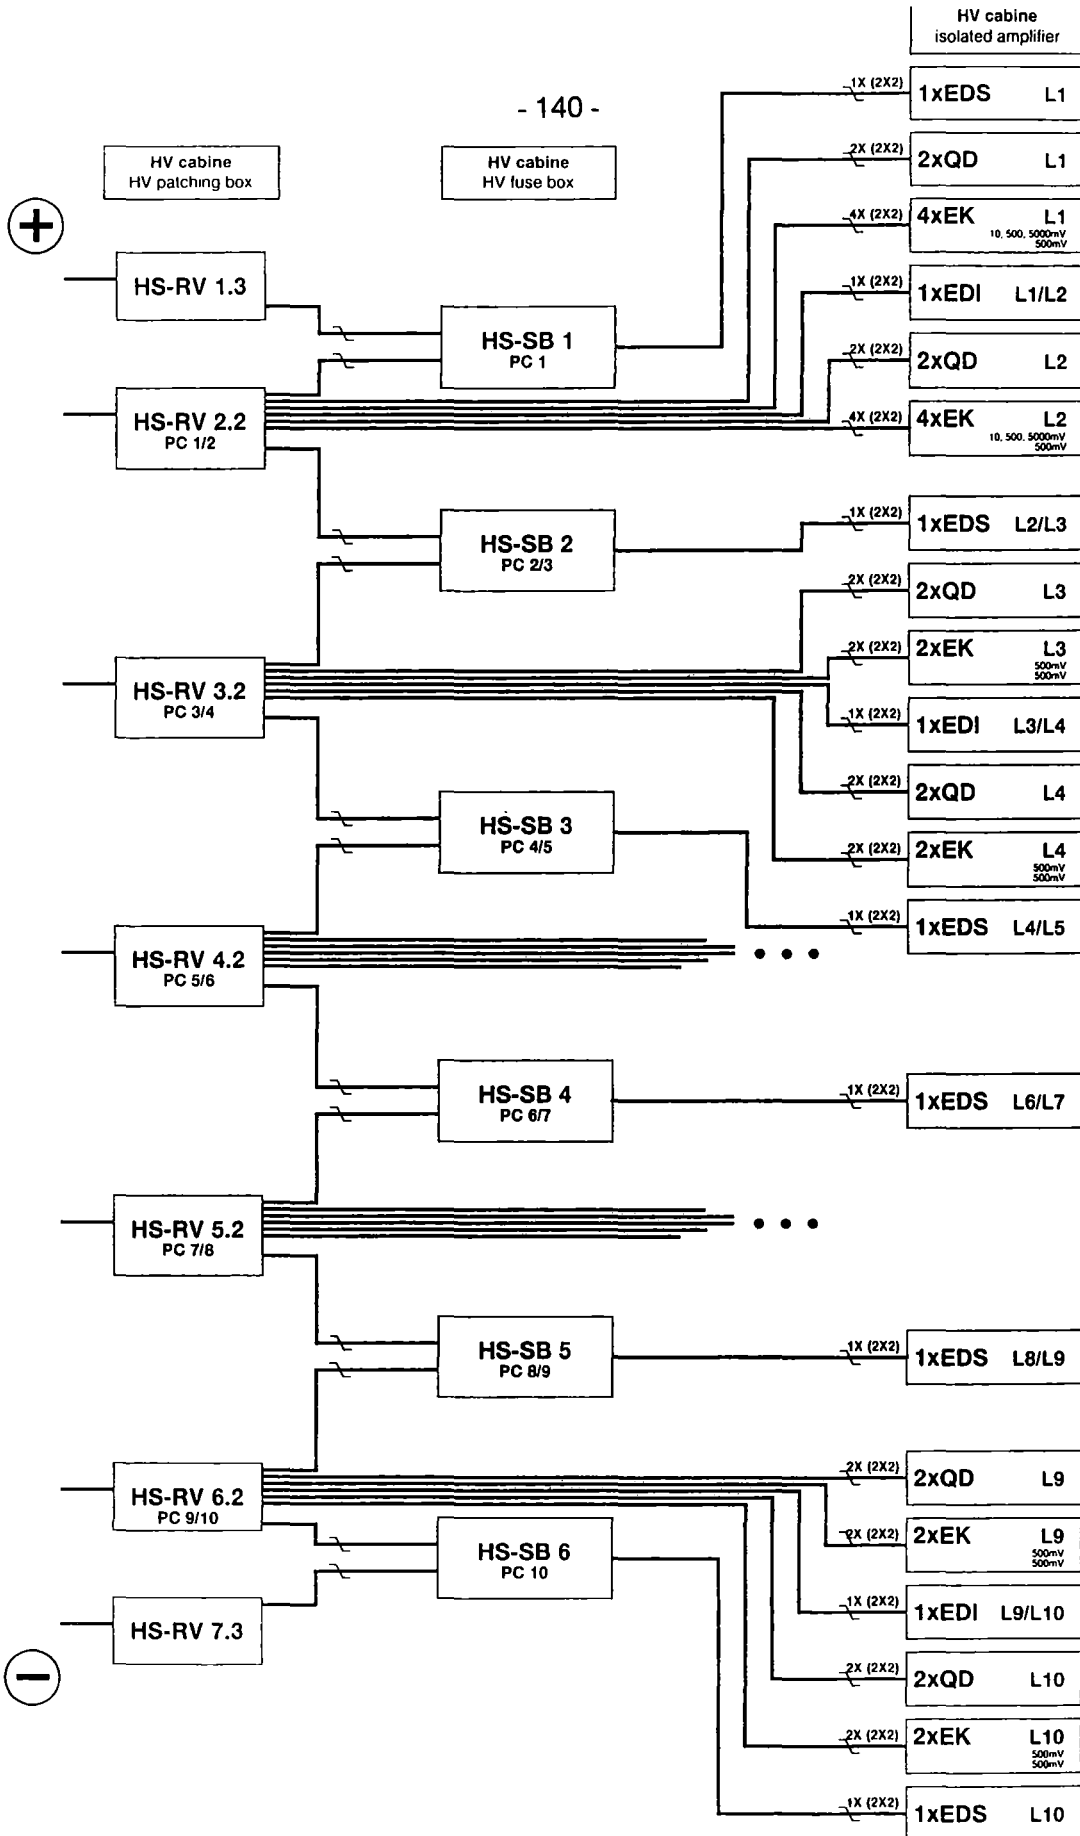 HV cabine
isolated amplifier
- 140 -
HV cabine
HV patching box
HV cabine
HV fuse box
+
1X (2X2)
1xEDS L1
2X (2X2)
2xQD L1
4X (2X2)
4xEK L1
10, 500, 5000mV
500mV
HS-RV 1.3
1X (2X2)
1xEDI L1/L2
HS-SB 1
PC 1
2X (2X2)
2xQD L2
HS-RV 2.2
PC 1/2
4X (2X2)
4xEK L2
10, 500, 5000mV
500mV
HS-SB 2
PC 2/3
1X (2X2)
1xEDS L2/L3
2X (2X2)
2xQD L3
HS-RV 3.2
PC 3/4
2X (2X2)
2xEK L3
500mV
500mV
1X (2X2)
1xEDI L3/L4
2X (2X2)
2xQD L4
HS-SB 3
PC 4/5
2X (2X2)
2xEK L4
500mV
500mV
1X (2X2)
1xEDS L4/L5
HS-RV 4.2
PC 5/6
HS-SB 4
PC 6/7
1X (2X2)
1xEDS L6/L7
HS-RV 5.2
PC 7/8
HS-SB 5
PC 8/9
1X (2X2)
1xEDS L8/L9
HS-RV 6.2
PC 9/10
2X (2X2)
2xQD L9
HS-SB 6
PC 10
2X (2X2)
2xEK L9
500mV
500mV
HS-RV 7.3
1X (2X2)
1xEDI L9/L10
−
2X (2X2)
2xQD L10
2X (2X2)
2xEK L10
500mV
500mV
1X (2X2)
1xEDS L10